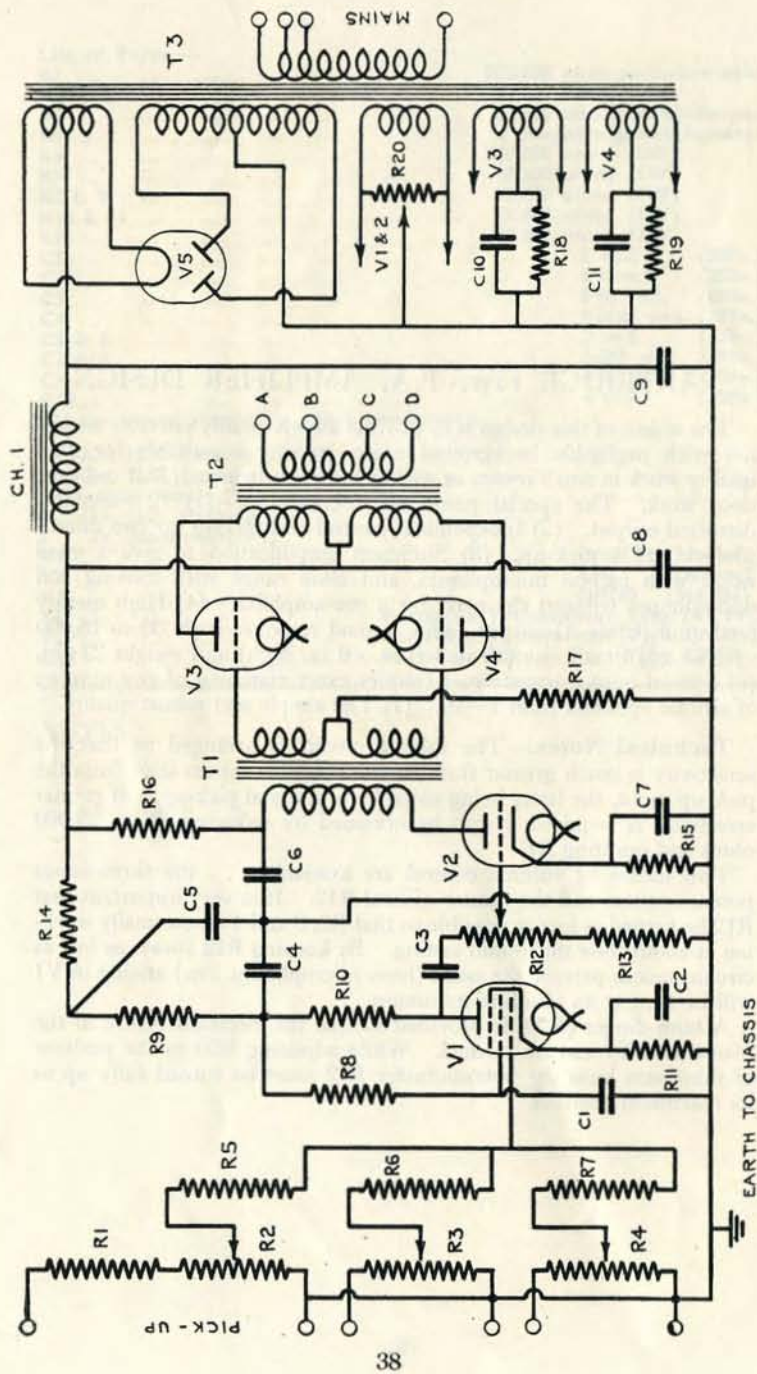 PICK-UP
R1
R2
R3
R4
R5
R6
R7
EARTH TO CHASSIS
R8
R9
R10
R11
C1
C2
V1
C3
C4
C5
R12
R13
R14
R15
R16
C6
C7
V2
T1
R17
V3
V4
CH. 1
T2
A
B
C
D
C8
C9
V5
V1 & 2
R20
C10
R18
V3
C11
R19
V4
T3
MAINS
38